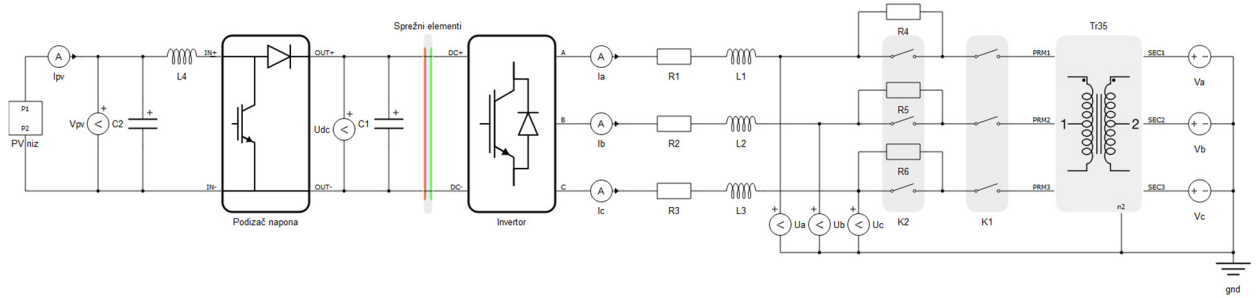 Sprežni elementi
R4
Tr35
A
IN+
OUT+
DC+
A
A
PRM1
SEC1
+ -
Ipv
L4
Ia
R1
L1
Va
P1
P2
PV niz
Vpv
+
C2
+
Udc
+
C1
+
B
A
Ib
R2
L2
R5
PRM2
1
2
SEC2
+ -
Vb
IN-
OUT-
DC-
C
A
Ic
R3
L3
R6
PRM3
SEC3
+ -
Vc
Podizač napona
Invertor
+
Ua
+
Ub
+
Uc
K2
K1
n2
gnd